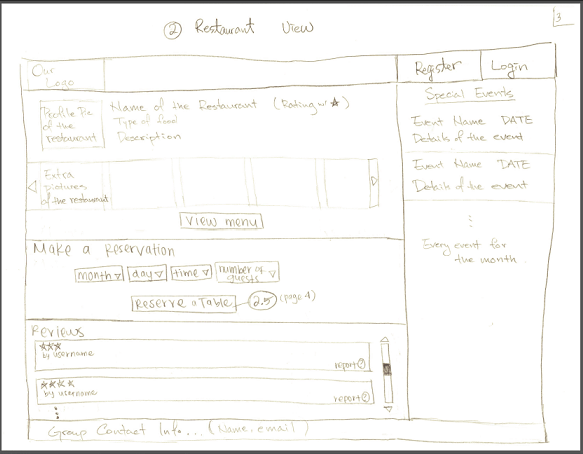 3
② Restaurant View
Our Logo
Register
Login
Profile Pic of the restaurant
Name of the Restaurant (Rating w/ ★)
Type of food
Description
Extra pictures of the restaurant
View menu
Special Events
Event Name DATE
Details of the event
Event Name DATE
Details of the event
Every event for
the month...
Make a Reservation
month
day
time
number of guests
Reserve a Table
2.5
(page 4)
Reviews
★★★
by username
report
★★★★
by username
report
Group Contact Info... (Name, email)